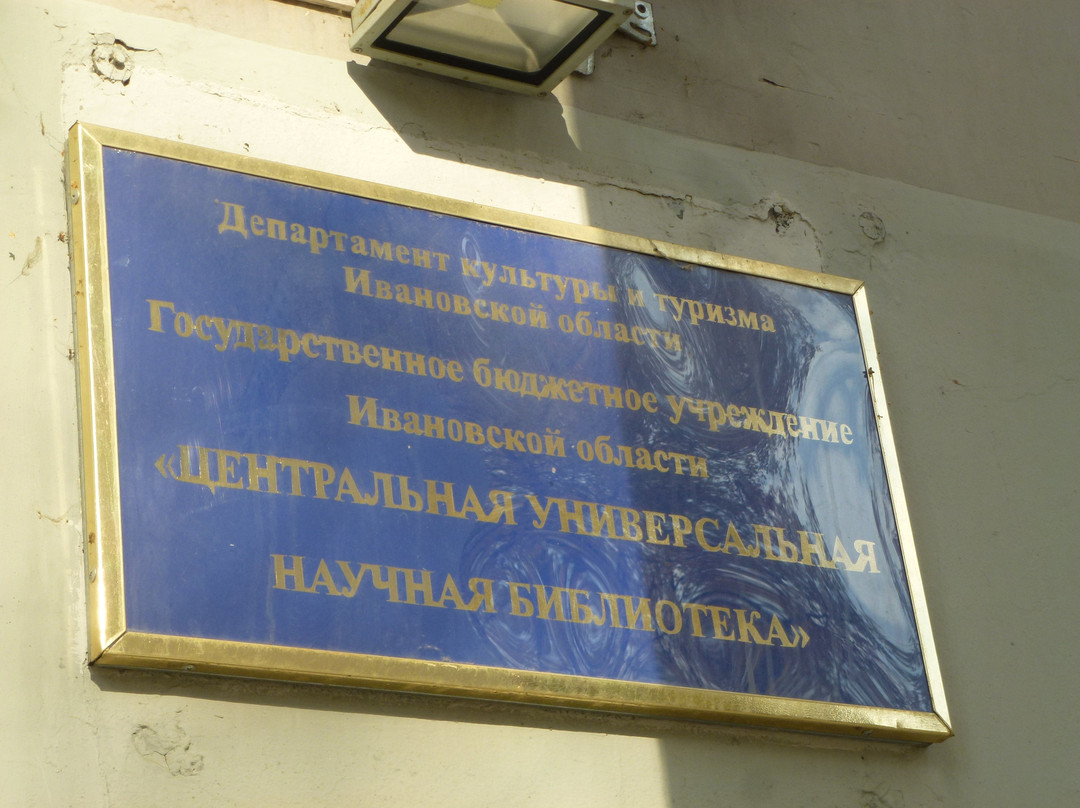 Департамент культуры и туризма
Ивановской области
Государственное бюджетное учреждение
Ивановской области
«ЦЕНТРАЛЬНАЯ УНИВЕРСАЛЬНАЯ
НАУЧНАЯ БИБЛИОТЕКА»